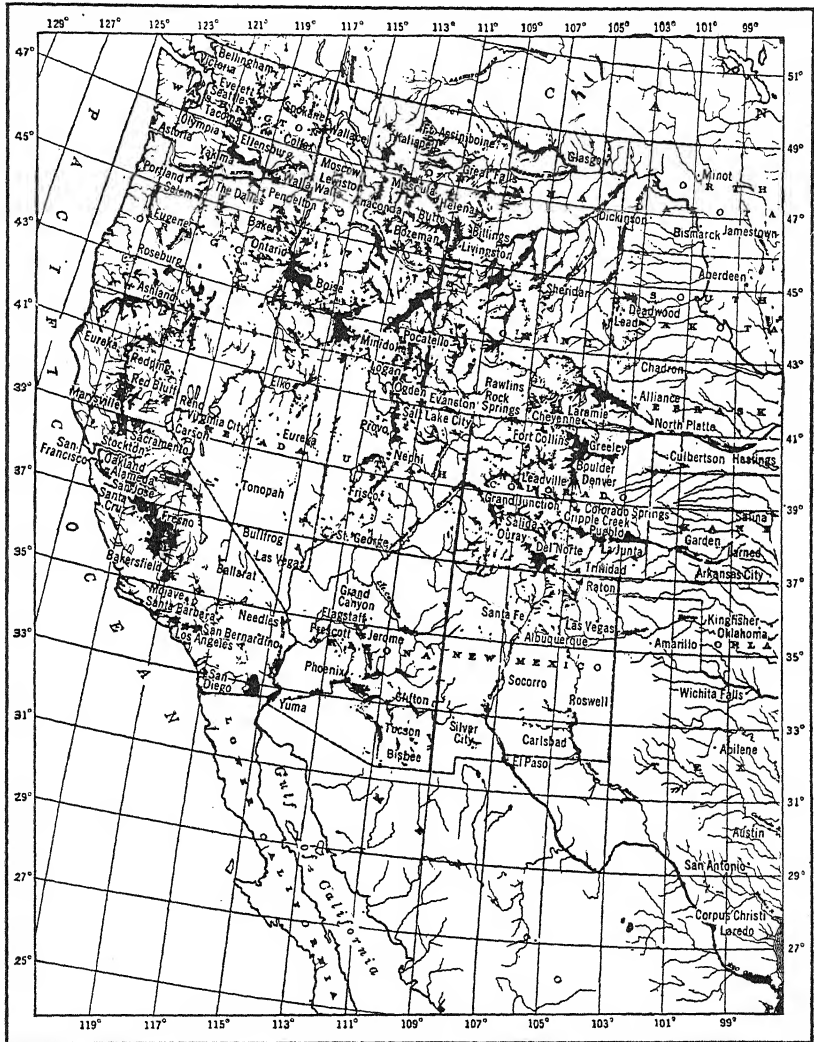 129° 127° 125° 123° 121° 119° 117° 115° 113° 111° 109° 107° 105° 103° 101° 99°
47°
45°
43°
41°
39°
37°
35°
33°
31°
29°
27°
25°
51°
49°
47°
45°
43°
41°
39°
37°
35°
33°
31°
29°
27°
119° 117° 115° 113° 111° 109° 107° 105° 103° 101° 99°
PACIFIC
OCEAN
Bellingham
Victoria
Everett
Seattle
Tacoma
Olympia
Astoria
Yakima
Ellensburg
Colfax
Spokane
Wallace
Kalispell
Ft Assiniboine
Glasgow
Great Falls
Portland
Salem
The Dalles
Pendelton
Walla Walla
Moscow
Lewiston
Missoula
Helena
Anaconda
Butte
Bozeman
Billings
Livingston
Minot
Dickinson
Bismarck
Jamestown
Eugene
Baker
Ontario
Boise
Roseburg
Ashland
Sheridan
Aberdeen
Deadwood
Lead
Chadron
Eureka
Redding
Red Bluff
Marysville
Reno
Virginia City
Carson
NEVADA
Elko
Eureka
Minidoka
Pocatello
Logan
Ogden
Evanston
Salt Lake City
Provo
Nephi
UTAH
Rawlins
Rock
Springs
Cheyenne
Laramie
Fort Collins
Greeley
Boulder
Denver
Alliance
NEBRASK
North Platte
Culbertson
Hastings
San
Francisco
Sacramento
Stockton
Oakland
Alameda
San Jose
Santa
Cruz
Fresno
Tonopah
Bullfrog
Las Vegas
Frisco
St. George
Leadville
COLORADO
Grand Junction
Colorado Springs
Salida
Cripple Creek
Ouray
Pueblo
Del Norte
La Junta
Trinidad
Raton
Salina
Garden
Larned
Arkansas City
Bakersfield
Ballarat
Mojave
Needles
Santa Barbara
San Bernardino
Los Angeles
San
Diego
Grand
Canyon
Flagstaff
Prescott
Jerome
Phoenix
Santa Fe
Las Vegas
Albuquerque
NEW MEXICO
Socorro
Roswell
Amarillo
Kingfisher
Oklahoma
Wichita Falls
Yuma
Clifton
Tucson
Bisbee
Silver
City
Carlsbad
El Paso
Abilene
Austin
San Antonio
Corpus Christi
Laredo
LOWER CALIFORNIA
Gulf of California